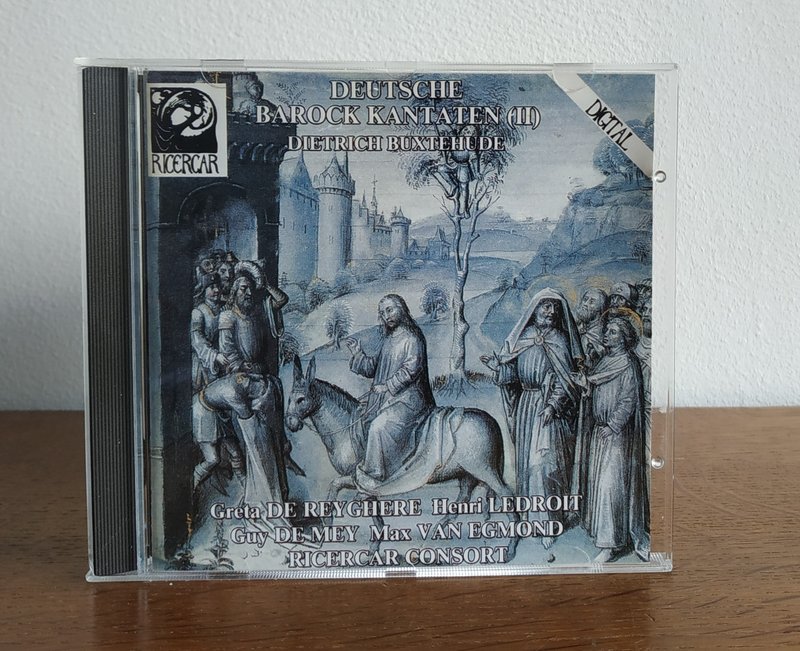 DEUTSCHE
BAROCK KANTATEN (II)
DIETRICH BUXTEHUDE
RICERCAR
DIGITAL
Greta DE REYGHERE Henri LEDROIT
Guy DE MEY Max VAN EGMOND
RICERCAR CONSORT